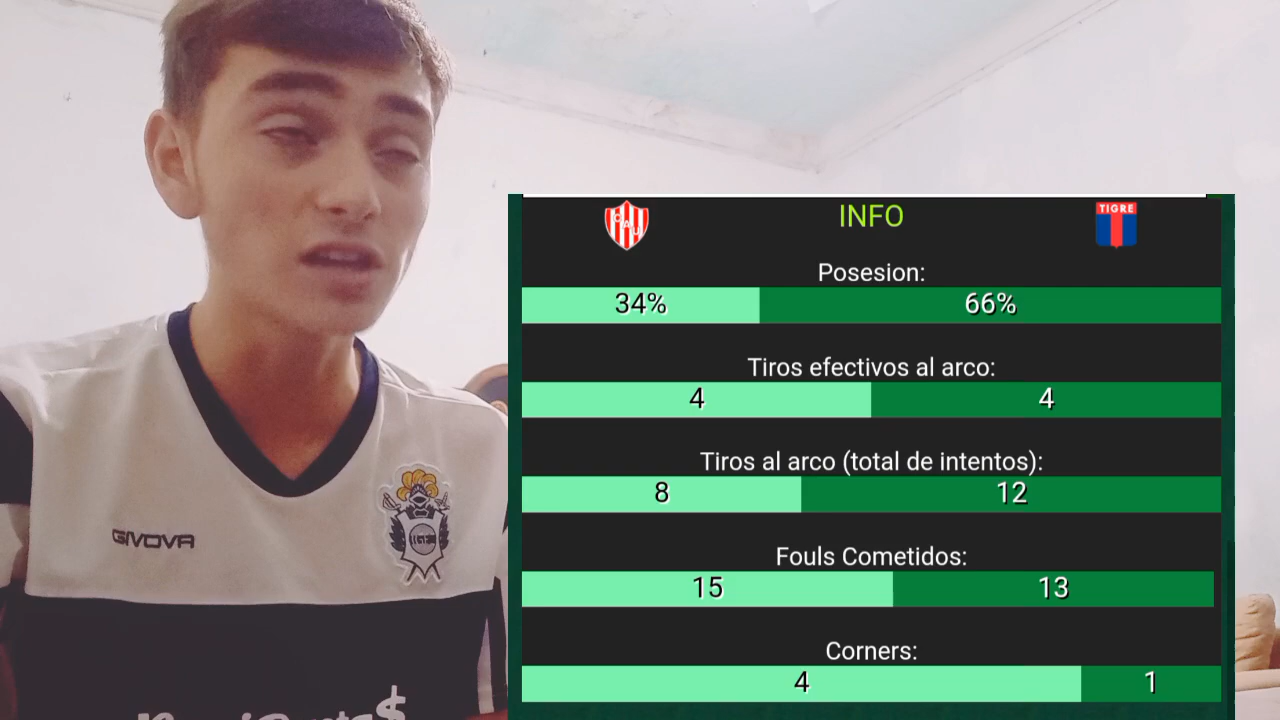 TIGRE
INFO
CAU
Posesion:
34% 66%
Tiros efectivos al arco:
4 4
Tiros al arco (total de intentos):
8 12
Fouls Cometidos:
15 13
Corners:
4 1
GIVOVA
$